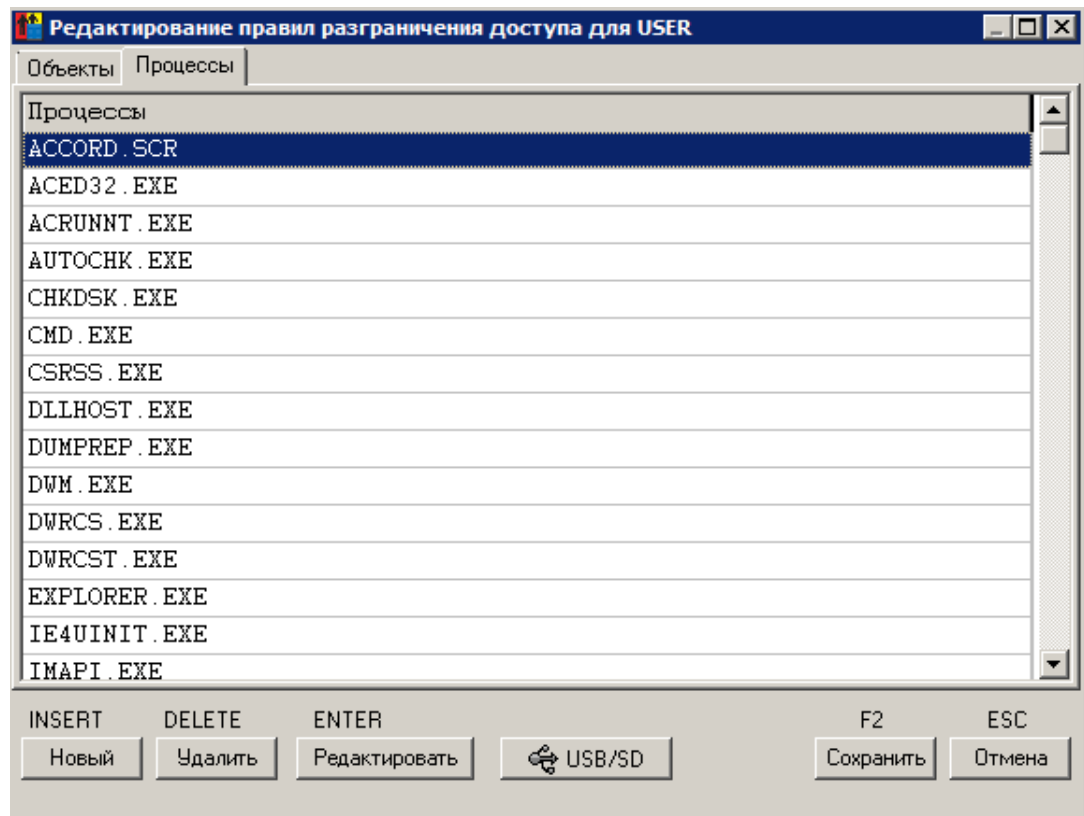 Редактирование правил разграничения доступа для USER
Объекты Процессы
Процессы
ACCORD.SCR
ACED32.EXE
ACRUNNT.EXE
AUTOCHK.EXE
CHKDSK.EXE
CMD.EXE
CSRSS.EXE
DLLHOST.EXE
DUMPREP.EXE
DWM.EXE
DWRCS.EXE
DWRCST.EXE
EXPLORER.EXE
IE4UINIT.EXE
IMAPI.EXE
INSERT DELETE ENTER F2 ESC
Новый Удалить Редактировать USB/SD Сохранить Отмена